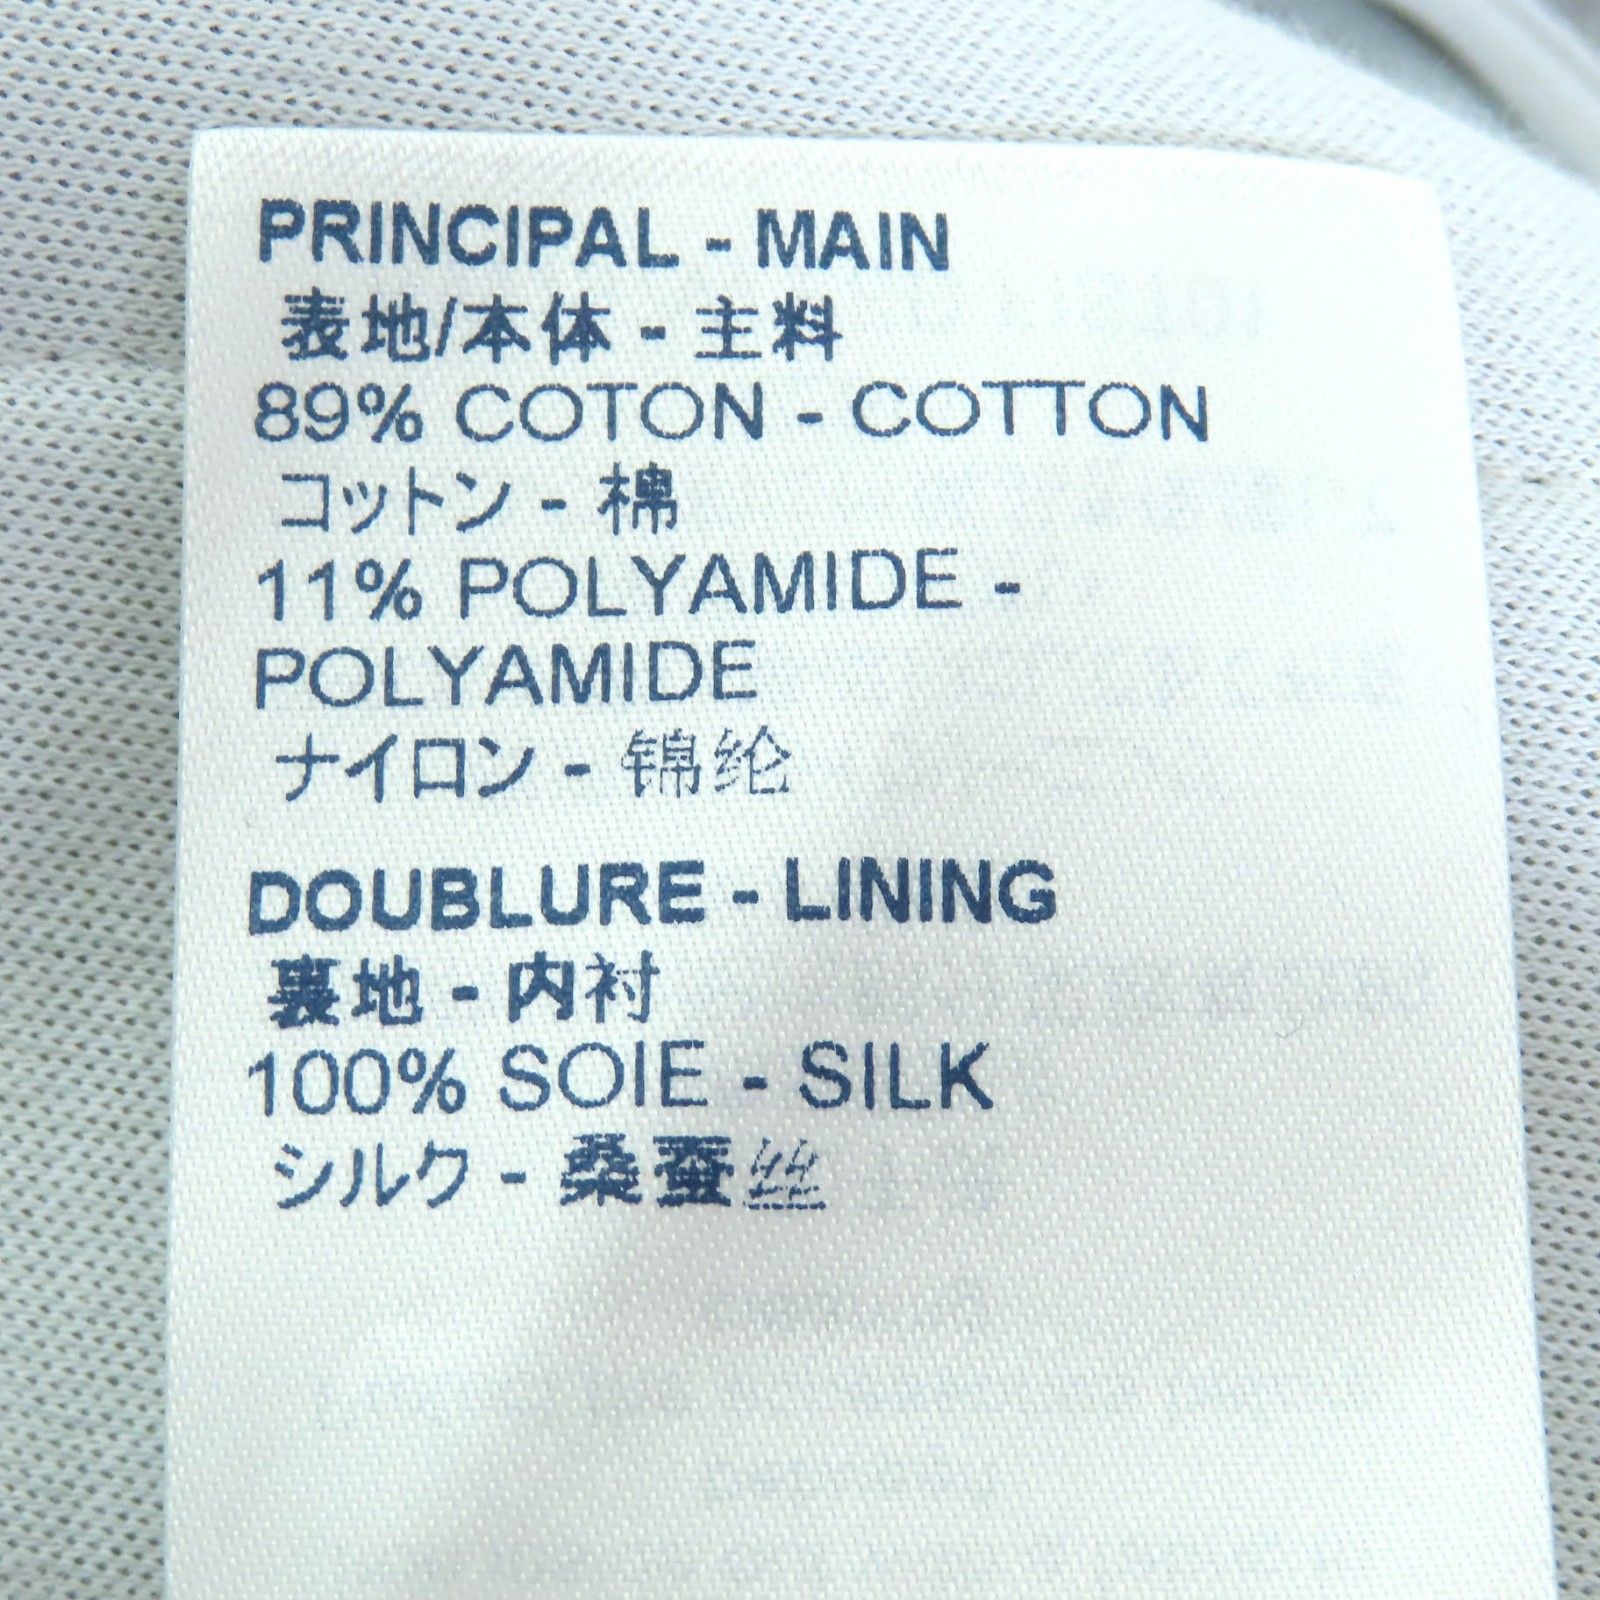 PRINCIPAL - MAIN
表地/本体 - 主料
89% COTON - COTTON
コットン - 棉
11% POLYAMIDE -
POLYAMIDE
ナイロン - 锦纶
DOUBLURE - LINING
裏地 - 内衬
100% SOIE - SILK
シルク - 桑蚕丝